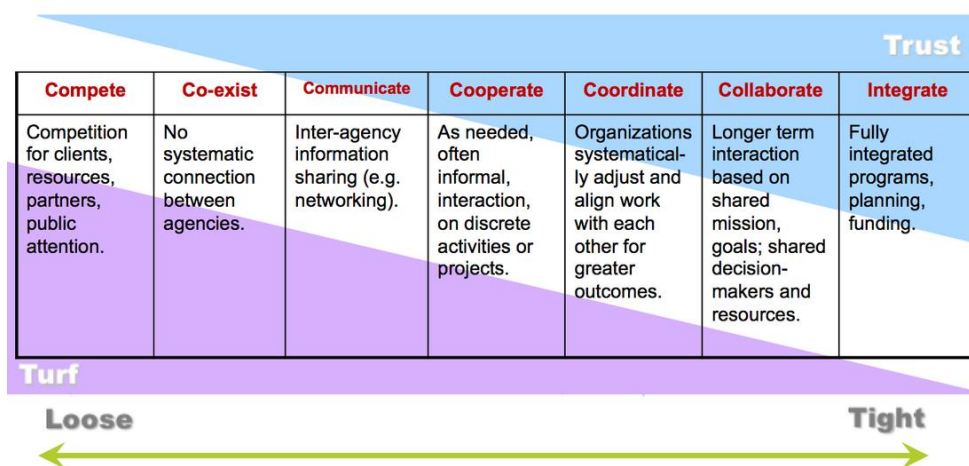 Trust
Compete
Co-exist
Communicate
Cooperate
Coordinate
Collaborate
Integrate
Competition
for clients,
resources,
partners,
public
attention.
No
systematic
connection
between
agencies.
Inter-agency
information
sharing (e.g.
networking).
As needed,
often
informal,
interaction,
on discrete
activities or
projects.
Organizations
systematical-
ly adjust and
align work
with each
other for
greater
outcomes.
Longer term
interaction
based on
shared
mission,
goals; shared
decision-
makers and
resources.
Fully
integrated
programs,
planning,
funding.
Turf
Loose
Tight